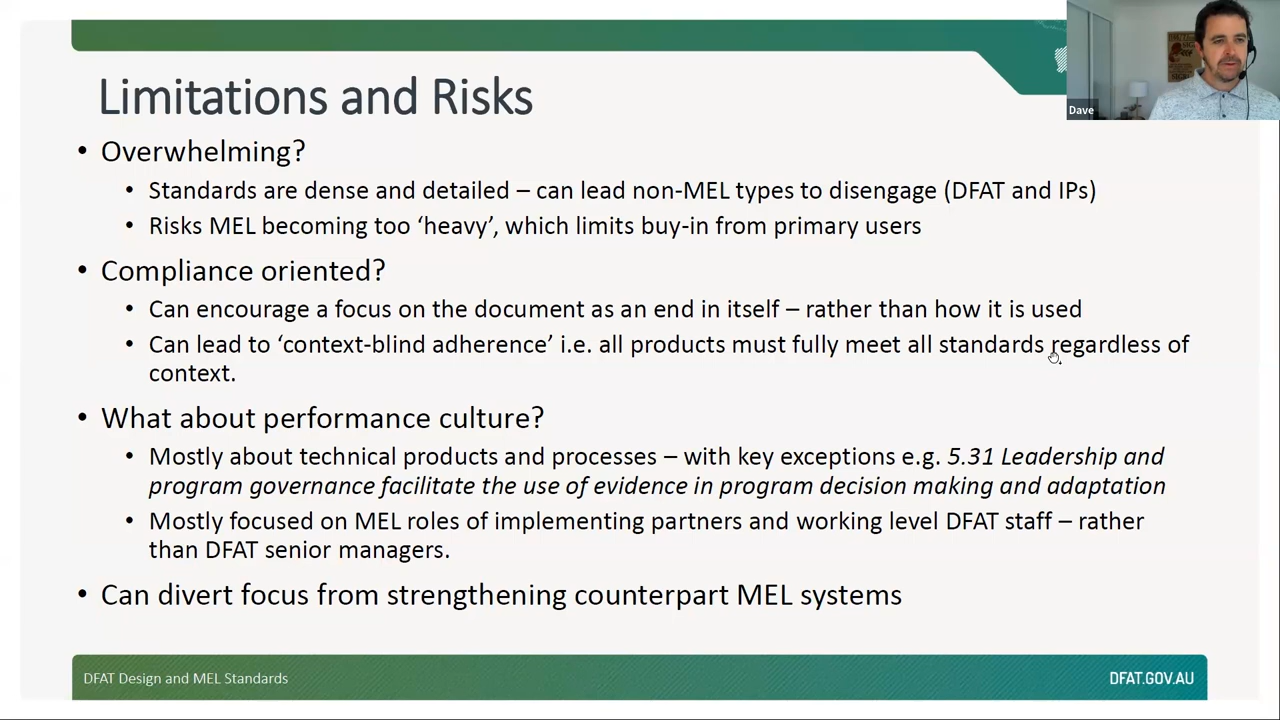 Limitations and Risks
Dave
• Overwhelming?
• Standards are dense and detailed – can lead non-MEL types to disengage (DFAT and IPs)
• Risks MEL becoming too ‘heavy’, which limits buy-in from primary users
• Compliance oriented?
• Can encourage a focus on the document as an end in itself – rather than how it is used
• Can lead to ‘context-blind adherence’ i.e. all products must fully meet all standards regardless of
context.
• What about performance culture?
• Mostly about technical products and processes – with key exceptions e.g. 5.31 Leadership and
program governance facilitate the use of evidence in program decision making and adaptation
• Mostly focused on MEL roles of implementing partners and working level DFAT staff – rather
than DFAT senior managers.
• Can divert focus from strengthening counterpart MEL systems
DFAT Design and MEL Standards
DFAT.GOV.AU